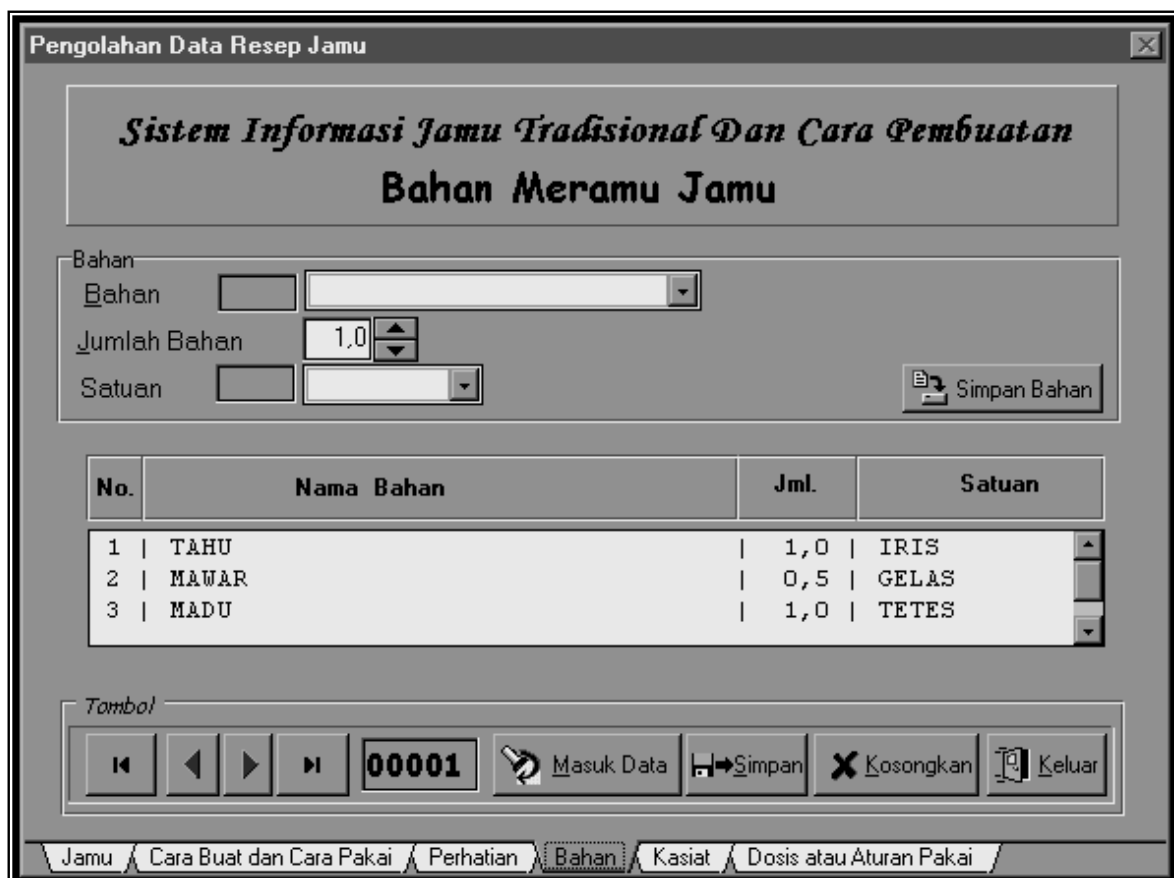 Pengolahan Data Resep Jamu
Sistem Informasi Jamu Tradisional Dan Cara Pembuatan
Bahan Meramu Jamu
Bahan
Bahan
Jumlah Bahan 1,0
Satuan Simpan Bahan
No. Nama Bahan Jml. Satuan
1 | TAHU | 1,0 | IRIS
2 | MAWAR | 0,5 | GELAS
3 | MADU | 1,0 | TETES
Tombol
00001 Masuk Data Simpan Kosongkan Keluar
Jamu Cara Buat dan Cara Pakai Perhatian Bahan Kasiat Dosis atau Aturan Pakai